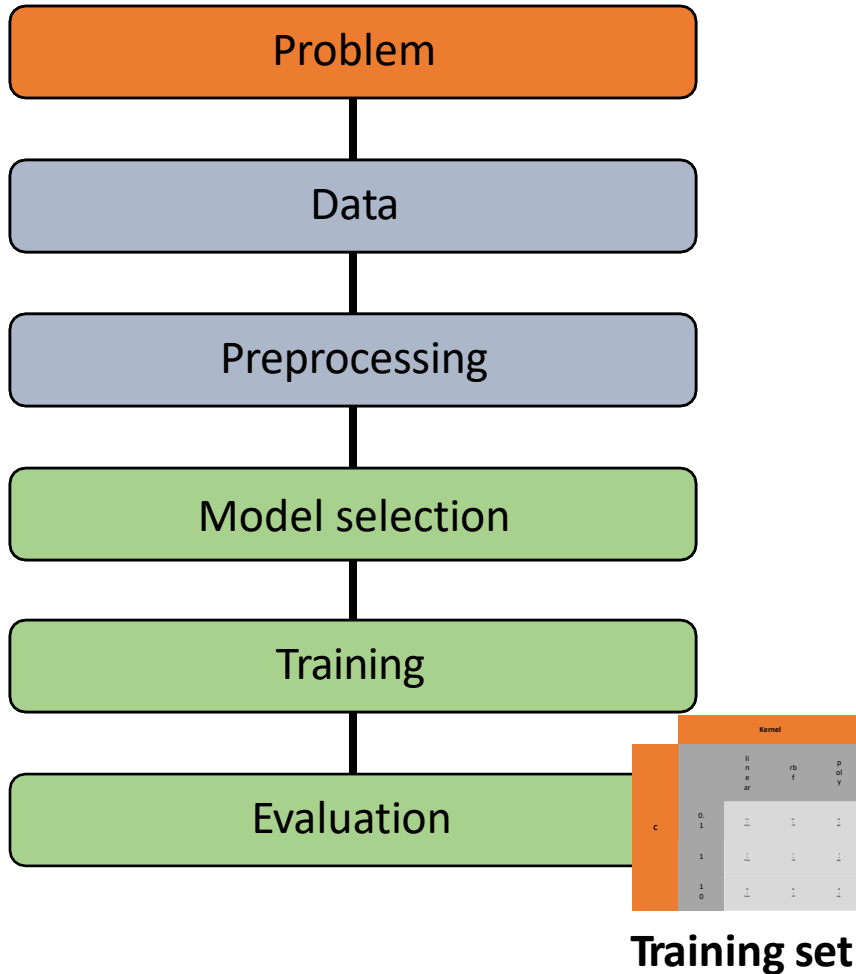 Problem
Data
Preprocessing
Model selection
Training
Evaluation
Kernel
li
n
e
ar
rb
f
p
ol
y
C
0.
1
1
1
0
Training set